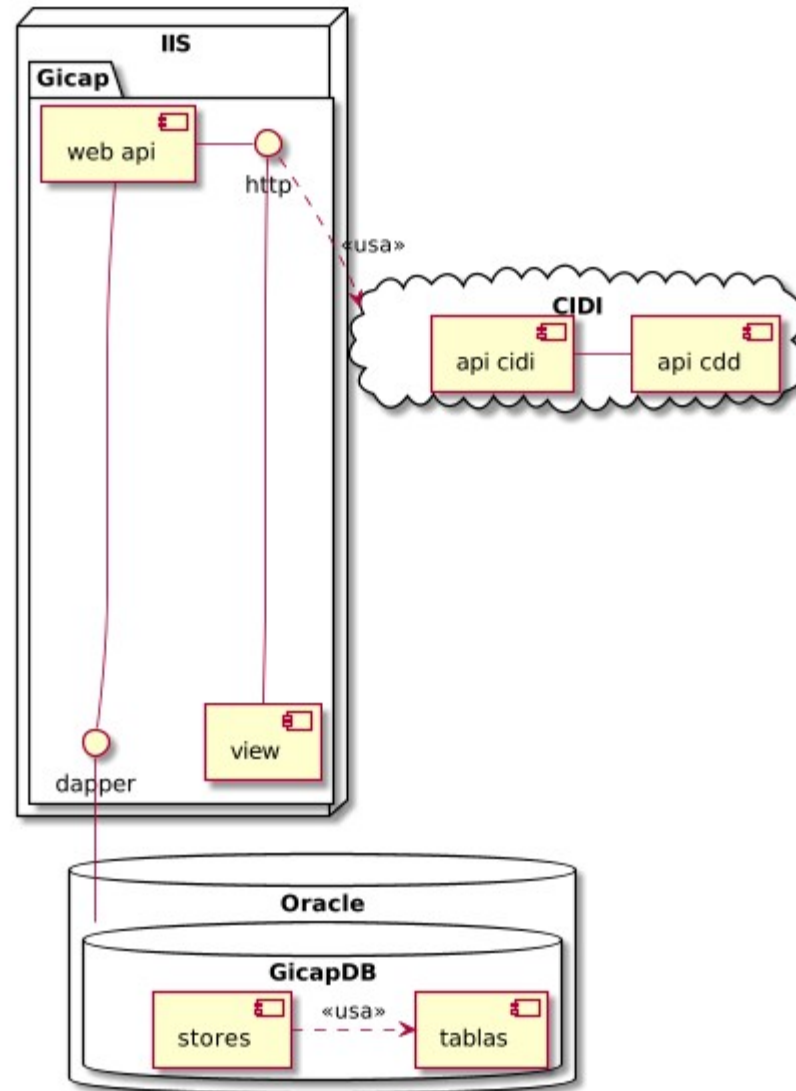 IIS
Gicap
web api
http
«usa»
CIDI
api cidi
api cdd
view
dapper
Oracle
GicapDB
stores
«usa»
tablas